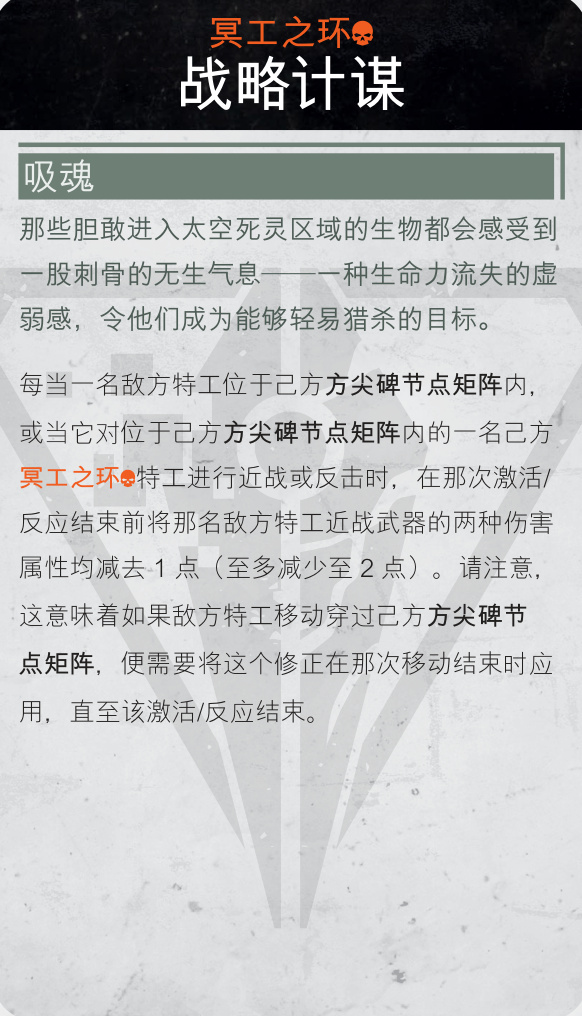 冥工之环
战略计谋
吸魂
那些胆敢进入太空死灵区域的生物都会感受到
一股刺骨的无生气息——一种生命力流失的虚
弱感，令他们成为能够轻易猎杀的目标。
每当一名敌方特工位于己方方尖碑节点矩阵内，
或当它对位于己方方尖碑节点矩阵内的一名己方
冥工之环特工进行近战或反击时，在那次激活/
反应结束前将那名敌方特工近战武器的两种伤害
属性均减去 1 点（至多减少至 2 点）。请注意，
这意味着如果敌方特工移动穿过己方方尖碑节
点矩阵，便需要将这个修正在那次移动结束时应
用，直至该激活/反应结束。